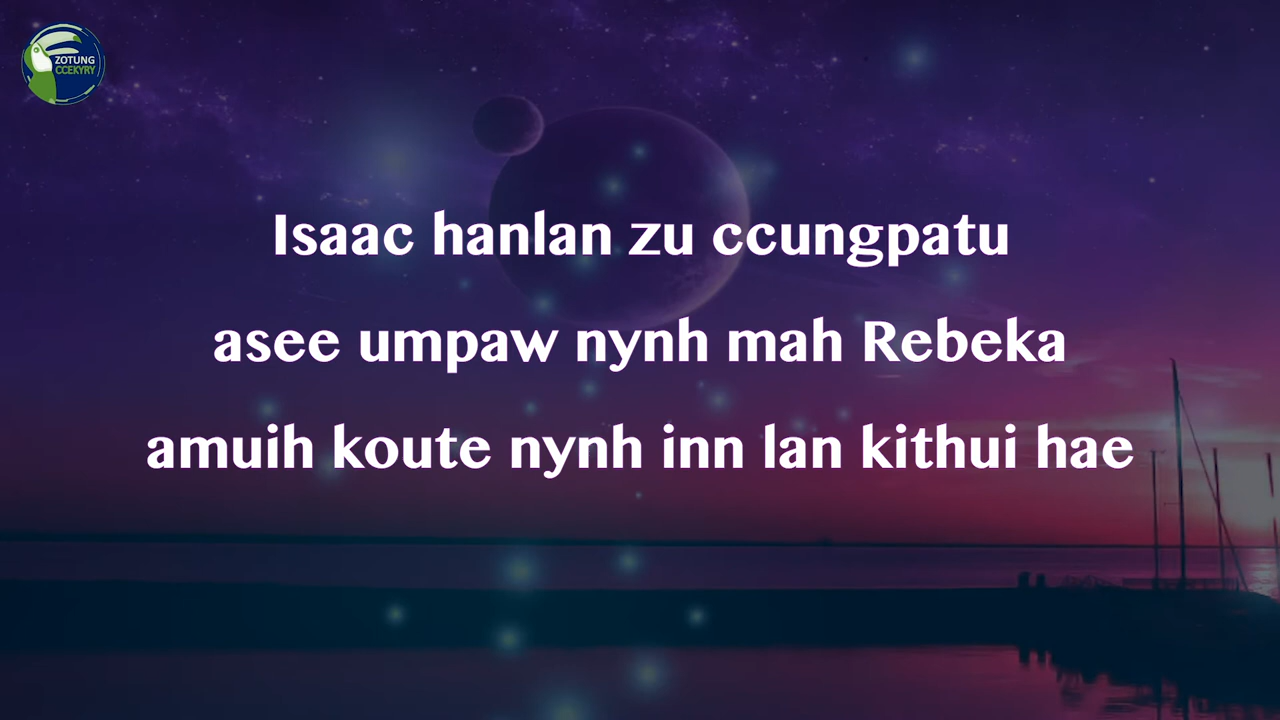 ZOTUNG
CCEKYRY
Isaac hanlan zu ccungpatu
asee umpaw nynh mah Rebeka
amuih koute nynh inn lan kithui hae